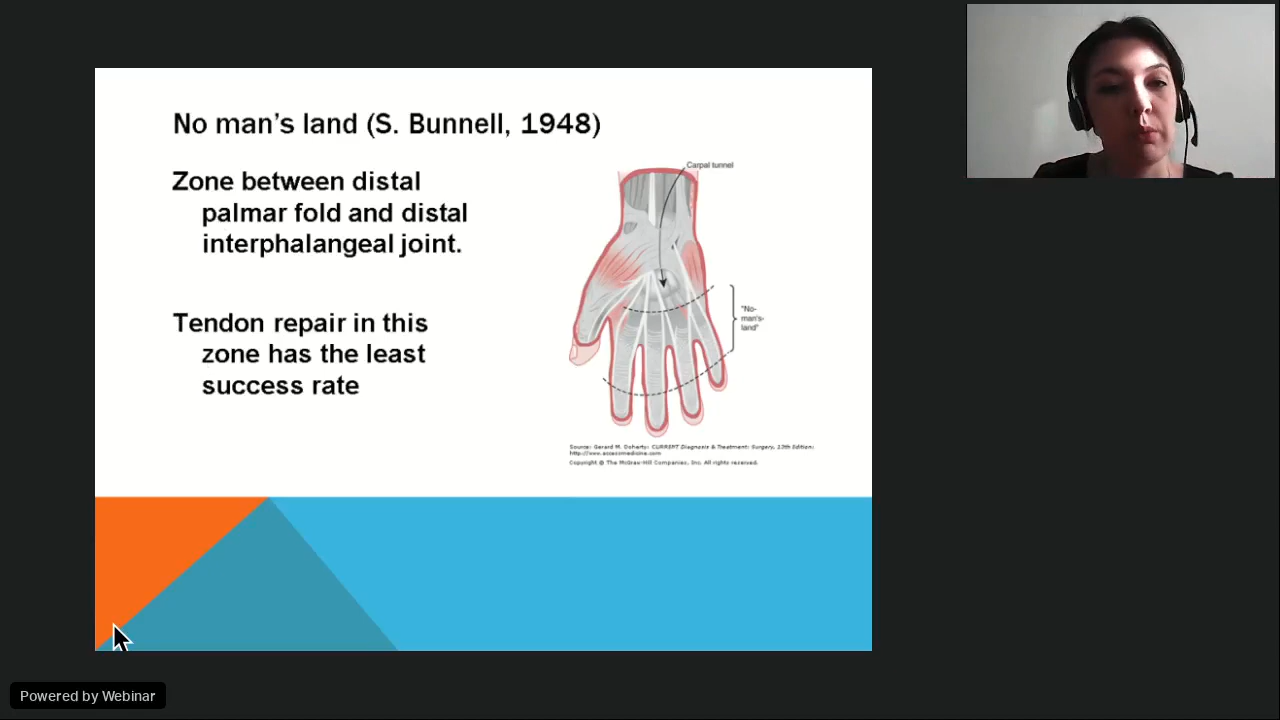 No man's land (S. Bunnell, 1948)
Zone between distal
palmar fold and distal
interphalangeal joint.
Tendon repair in this
zone has the least
success rate
Carpal tunnel
"No-
man's-
land"
Source: Gerard M. Doherty: CURRENT Diagnosis & Treatment: Surgery, 13th Edition:
http://www.accessmedicine.com
Copyright © The McGraw-Hill Companies, Inc. All rights reserved.
Powered by Webinar